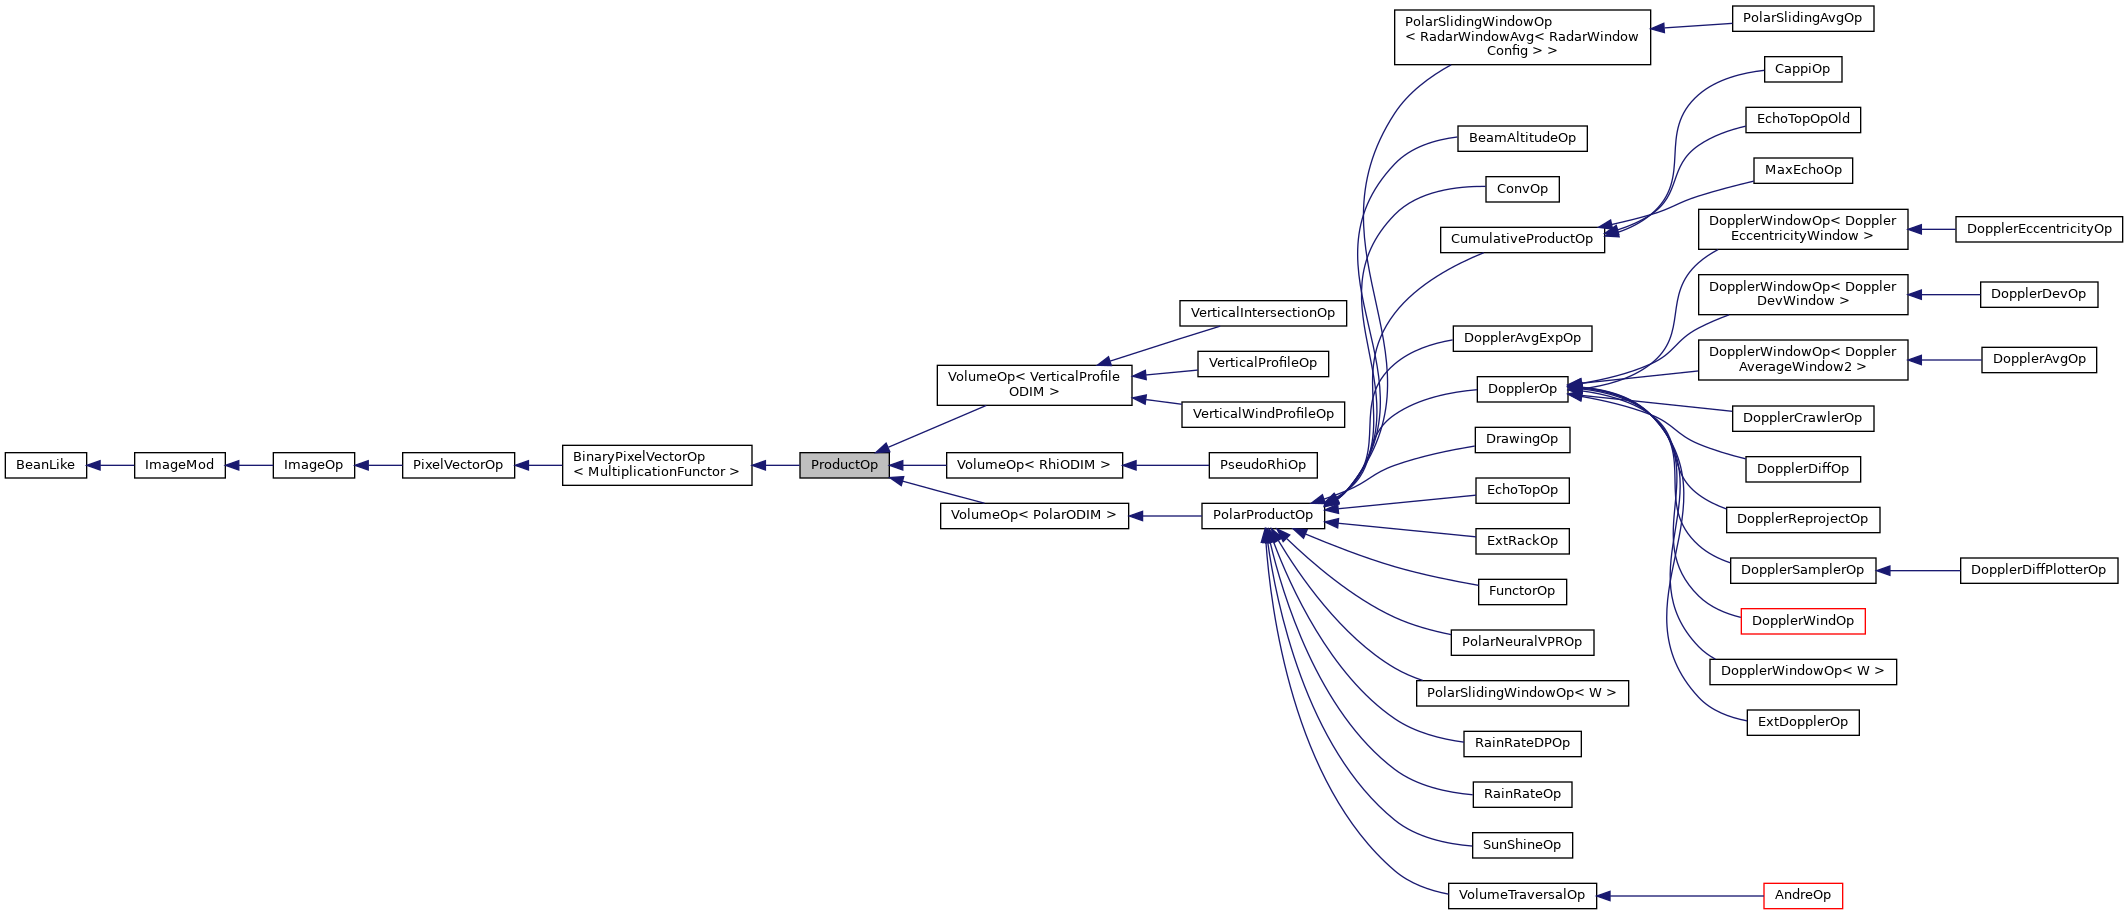 BeanLike
ImageMod
ImageOp
PixelVectorOp
BinaryPixelVectorOp
< MultiplicationFunctor >
ProductOp
VolumeOp< VerticalProfile
ODIM >
VolumeOp< RhiODIM >
VolumeOp< PolarODIM >
VerticalIntersectionOp
VerticalProfileOp
VerticalWindProfileOp
PseudoRhiOp
PolarProductOp
PolarSlidingWindowOp
< RadarWindowAvg< RadarWindow
Config > >
BeamAltitudeOp
ConvOp
CumulativeProductOp
DopplerAvgExpOp
DopplerOp
DrawingOp
EchoTopOp
ExtRackOp
FunctorOp
PolarNeuralVPROp
PolarSlidingWindowOp< W >
RainRateDPOp
RainRateOp
SunShineOp
VolumeTraversalOp
PolarSlidingAvgOp
CappiOp
EchoTopOpOld
MaxEchoOp
DopplerWindowOp< Doppler
EccentricityWindow >
DopplerWindowOp< Doppler
DevWindow >
DopplerWindowOp< Doppler
AverageWindow2 >
DopplerCrawlerOp
DopplerDiffOp
DopplerReprojectOp
DopplerSamplerOp
DopplerWindOp
DopplerWindowOp< W >
ExtDopplerOp
AndreOp
DopplerEccentricityOp
DopplerDevOp
DopplerAvgOp
DopplerDiffPlotterOp